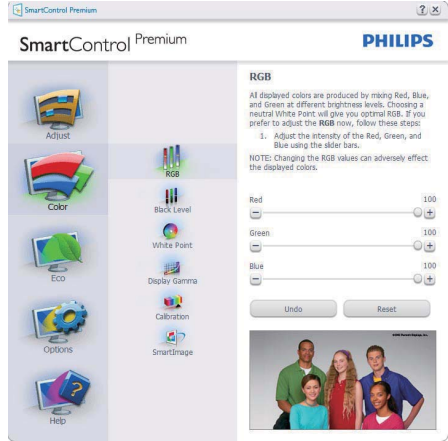 SmartControl Premium
? ×
SmartControl Premium
PHILIPS
Adjust
Color
Eco
Options
Help
RGB
Black Level
White Point
Display Gamma
Calibration
SmartImage
RGB
All displayed colors are produced by mixing Red, Blue,
and Green at different brightness levels. Choosing a
neutral White Point will give you optimal RGB. If you
prefer to adjust the RGB now, follow these steps:
1. Adjust the intensity of the Red, Green, and
Blue using the slider bars.
NOTE: Changing the RGB values can adversely effect
the displayed colors.
Red 100
Green 100
Blue 100
Undo Reset